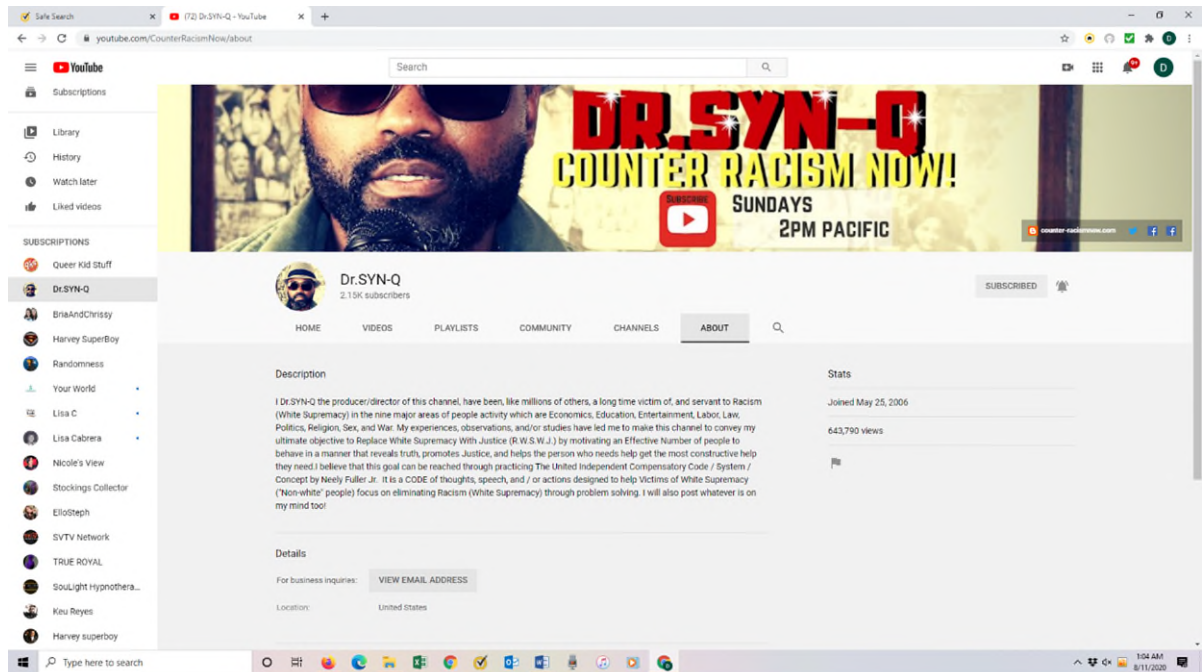 Safe Search
(72) Dr.SYN-Q - YouTube
youtube.com/CounterRacismNow/about
YouTube
Search
9+
D
D
Subscriptions
Library
History
Watch later
Liked videos
SUBSCRIPTIONS
Queer Kid Stuff
Dr.SYN-Q
BriaAndChrissy
Harvey SuperBoy
Randomness
Your World
Lisa C
Lisa Cabrera
Nicole's View
Stockings Collector
ElloSteph
SVTV Network
TRUE ROYAL
SouLight Hypnothera...
Keu Reyes
Harvey superboy
DR.SYN-Q
COUNTER RACISM NOW!
SUBSCRIBE
SUNDAYS
2PM PACIFIC
counter-racismnow.com
Dr.SYN-Q
2.15K subscribers
SUBSCRIBED
HOME VIDEOS PLAYLISTS COMMUNITY CHANNELS ABOUT
Description
I Dr.SYN-Q the producer/director of this channel, have been, like millions of others, a long time victim of, and servant to Racism
(White Supremacy) in the nine major areas of people activity which are Economics, Education, Entertainment, Labor, Law,
Politics, Religion, Sex, and War. My experiences, observations, and/or studies have led me to make this channel to convey my
ultimate objective to Replace White Supremacy With Justice (R.W.S.W.J.) by motivating an Effective Number of people to
behave in a manner that reveals truth, promotes Justice, and helps the person who needs help get the most constructive help
they need.I believe that this goal can be reached through practicing The United Independent Compensatory Code / System /
Concept by Neely Fuller Jr. It is a CODE of thoughts, speech, and / or actions designed to help Victims of White Supremacy
("Non-white" people) focus on eliminating Racism (White Supremacy) through problem solving. I will also post whatever is on
my mind too!
Details
For business inquiries: VIEW EMAIL ADDRESS
Location: United States
Stats
Joined May 25, 2006
643,790 views
Type here to search
1:04 AM
8/11/2020